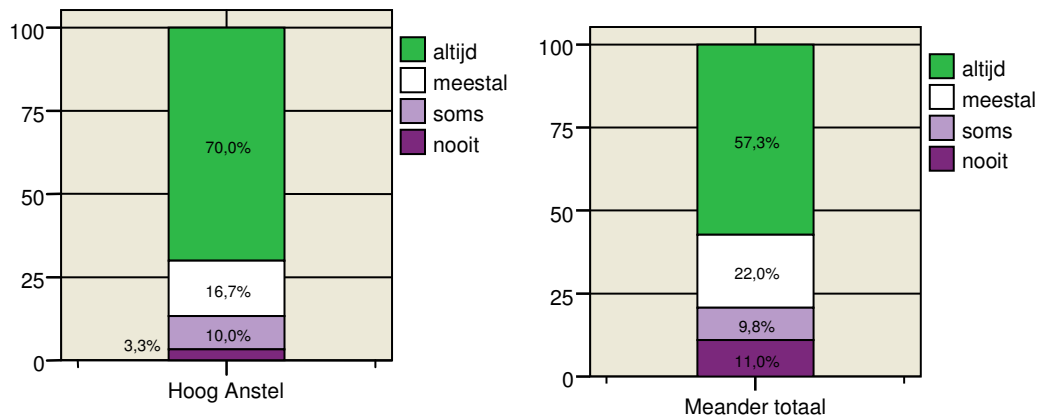 100
75
50
25
0
70,0%
16,7%
10,0%
3,3%
Hoog Anstel
altijd
meestal
soms
nooit
100
75
50
25
0
57,3%
22,0%
9,8%
11,0%
Meander totaal
altijd
meestal
soms
nooit